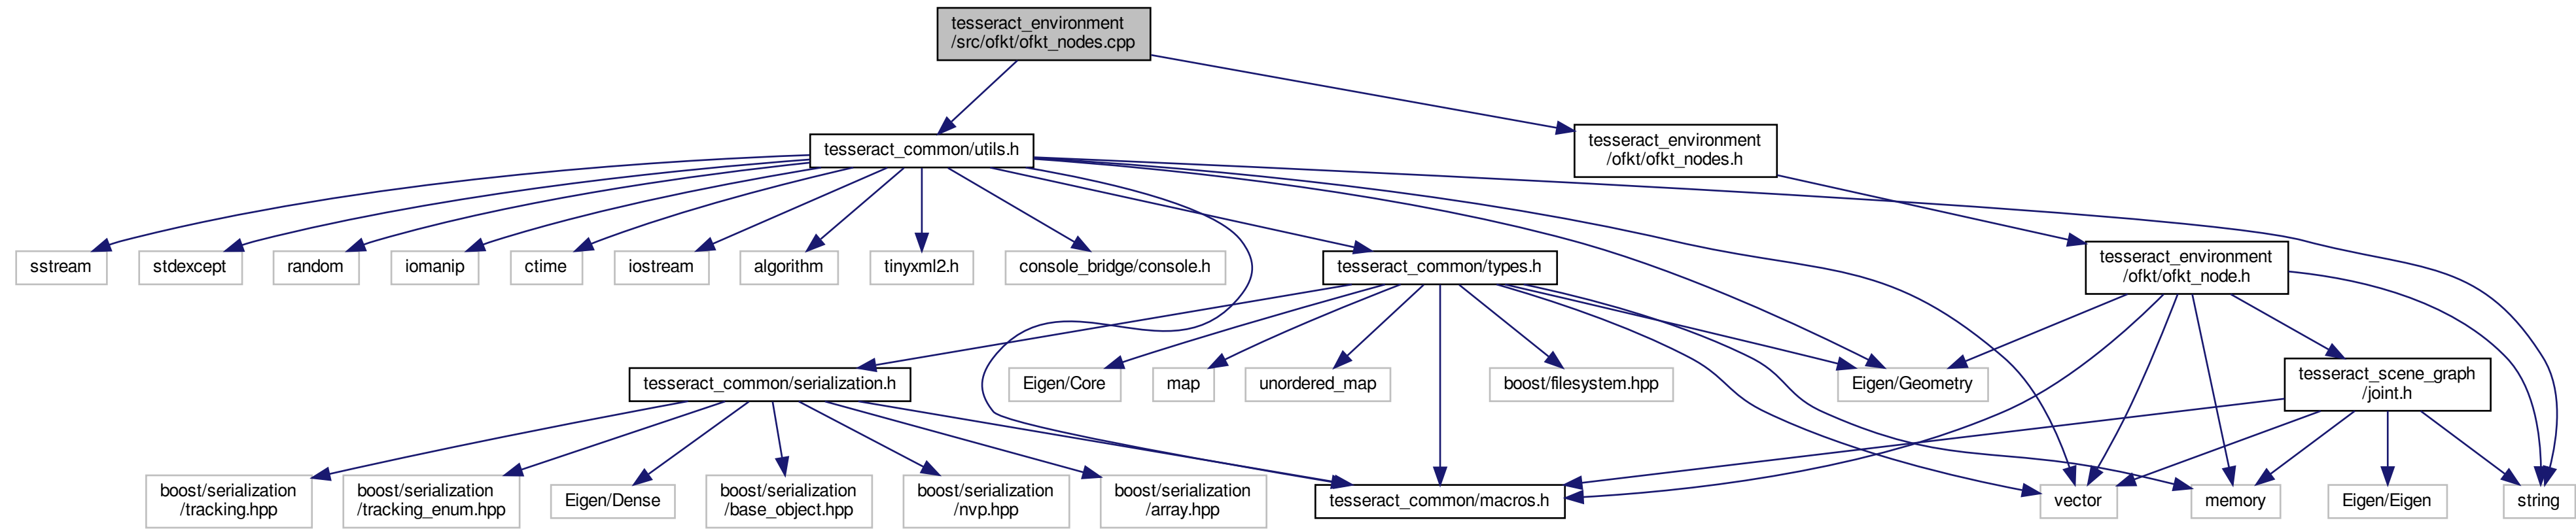 tesseract_environment
/src/ofkt/ofkt_nodes.cpp
tesseract_common/utils.h
tesseract_environment
/ofkt/ofkt_nodes.h
sstream
stdexcept
random
iomanip
ctime
iostream
algorithm
tinyxml2.h
console_bridge/console.h
tesseract_common/types.h
tesseract_environment
/ofkt/ofkt_node.h
tesseract_common/serialization.h
Eigen/Core
map
unordered_map
boost/filesystem.hpp
Eigen/Geometry
tesseract_scene_graph
/joint.h
boost/serialization
/tracking.hpp
boost/serialization
/tracking_enum.hpp
Eigen/Dense
boost/serialization
/base_object.hpp
boost/serialization
/nvp.hpp
boost/serialization
/array.hpp
tesseract_common/macros.h
vector
memory
Eigen/Eigen
string